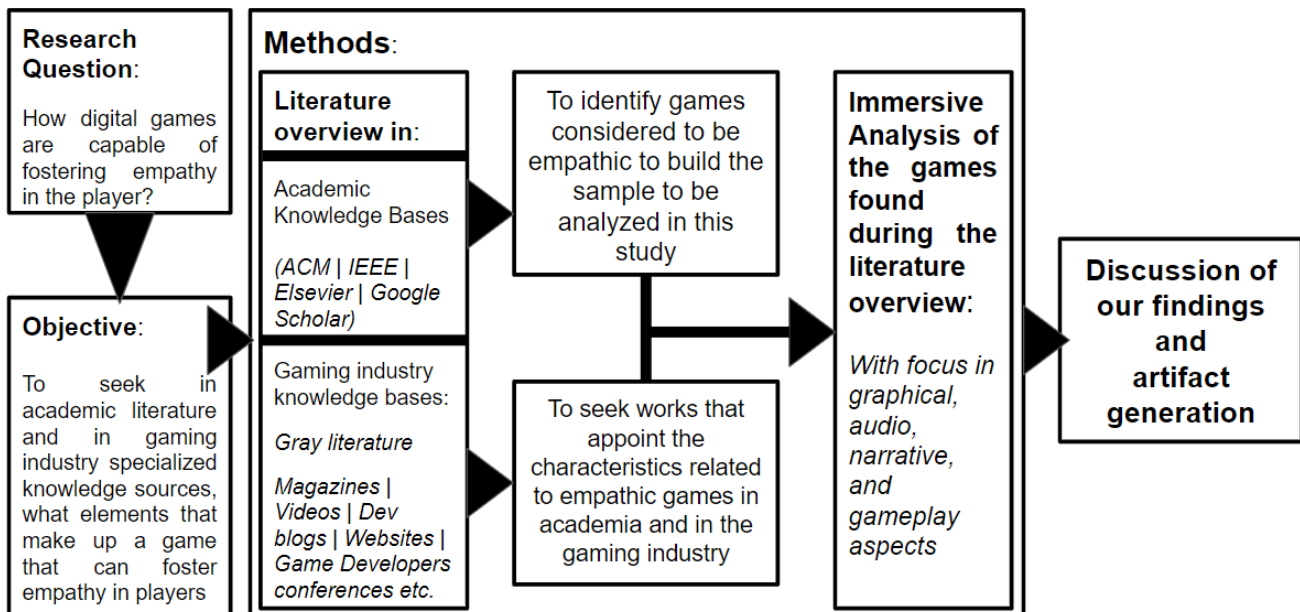 Research
Question:
How digital games
are capable of
fostering empathy
in the player?
Objective:
To seek in
academic literature
and in gaming
industry specialized
knowledge sources,
what elements that
make up a game
that can foster
empathy in players
Methods:
Literature
overview in:
Academic
Knowledge Bases
(ACM | IEEE |
Elsevier | Google
Scholar)
Gaming industry
knowledge bases:
Gray literature
Magazines |
Videos | Dev
blogs | Websites |
Game Developers
conferences etc.
To identify games
considered to be
empathic to build the
sample to be
analyzed in this
study
To seek works that
appoint the
characteristics related
to empathic games in
academia and in the
gaming industry
Immersive
Analysis of
the games
found
during the
literature
overview:
With focus in
graphical,
audio,
narrative,
and
gameplay
aspects
Discussion of
our findings
and
artifact
generation